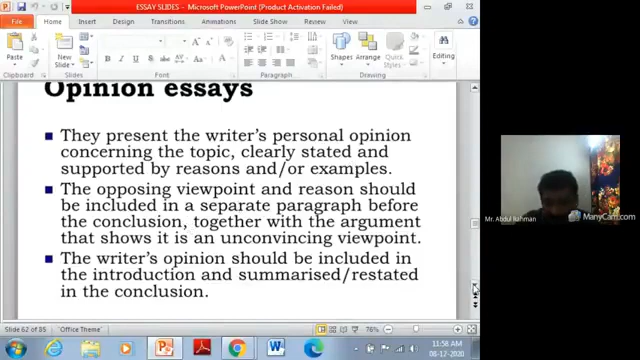 ESSAY SLIDES - Microsoft PowerPoint (Product Activation Failed)
File
Home
Insert
Design
Transitions
Animations
Slide Show
Review
View
Paste
New
Slide
Shapes
Arrange
Quick
Styles
Editing
Clipboard
Slides
Font
Paragraph
Drawing
Opinion essays
They present the writer's personal opinion
concerning the topic, clearly stated and
supported by reasons and/or examples.
The opposing viewpoint and reason should
be included in a separate paragraph before
the conclusion, together with the argument
that shows it is an unconvincing viewpoint.
The writer's opinion should be included in
the introduction and summarised/restated
in the conclusion.
Mr. Abdul Rahman
ManyCam.com
Slide 62 of 85
"Office Theme"
76%
11:58 AM
08-12-2020